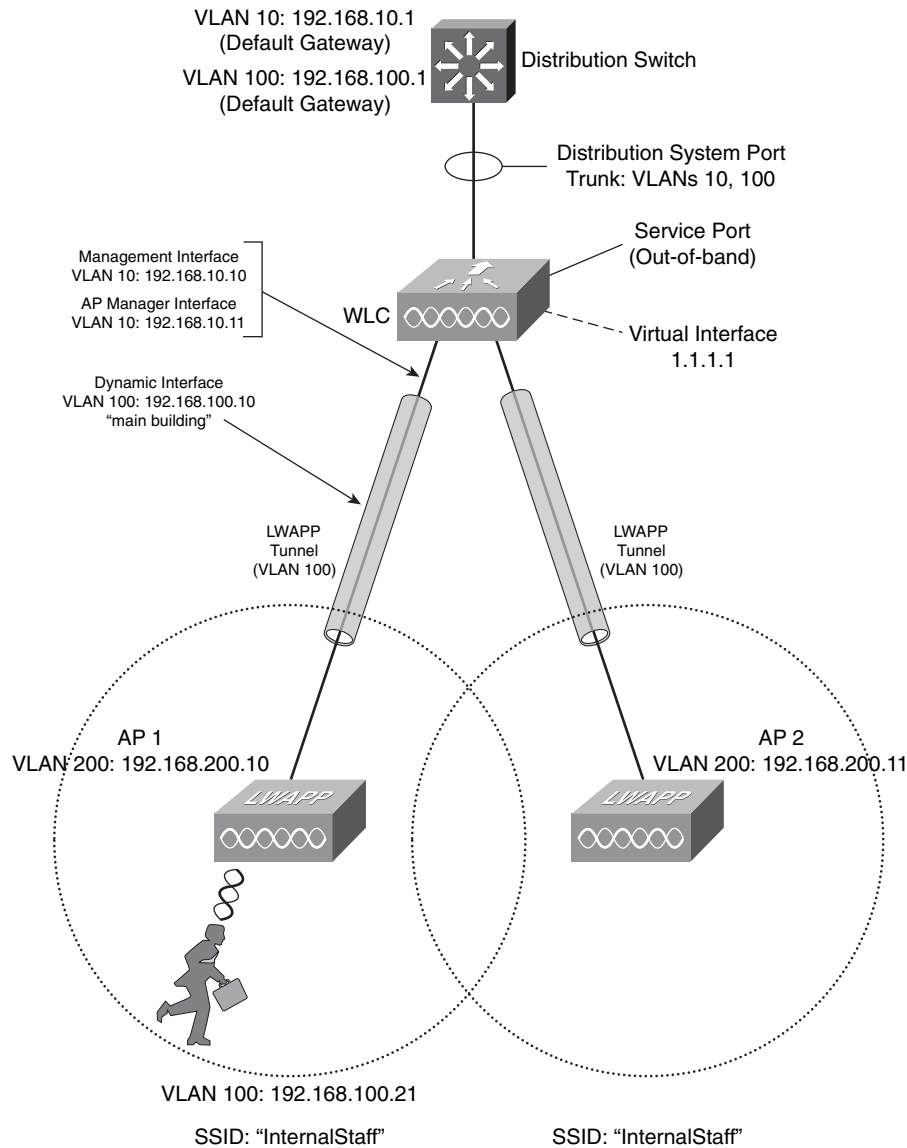 VLAN 10: 192.168.10.1
(Default Gateway)
VLAN 100: 192.168.100.1
(Default Gateway)
Distribution Switch
Distribution System Port
Trunk: VLANs 10, 100
Service Port
(Out-of-band)
Management Interface
VLAN 10: 192.168.10.10
AP Manager Interface
VLAN 10: 192.168.10.11
WLC
Virtual Interface
1.1.1.1
Dynamic Interface
VLAN 100: 192.168.100.10
“main building”
LWAPP
Tunnel
(VLAN 100)
LWAPP
Tunnel
(VLAN 100)
AP 1
VLAN 200: 192.168.200.10
LWAPP
AP 2
VLAN 200: 192.168.200.11
LWAPP
VLAN 100: 192.168.100.21
SSID: “InternalStaff”
SSID: “InternalStaff”